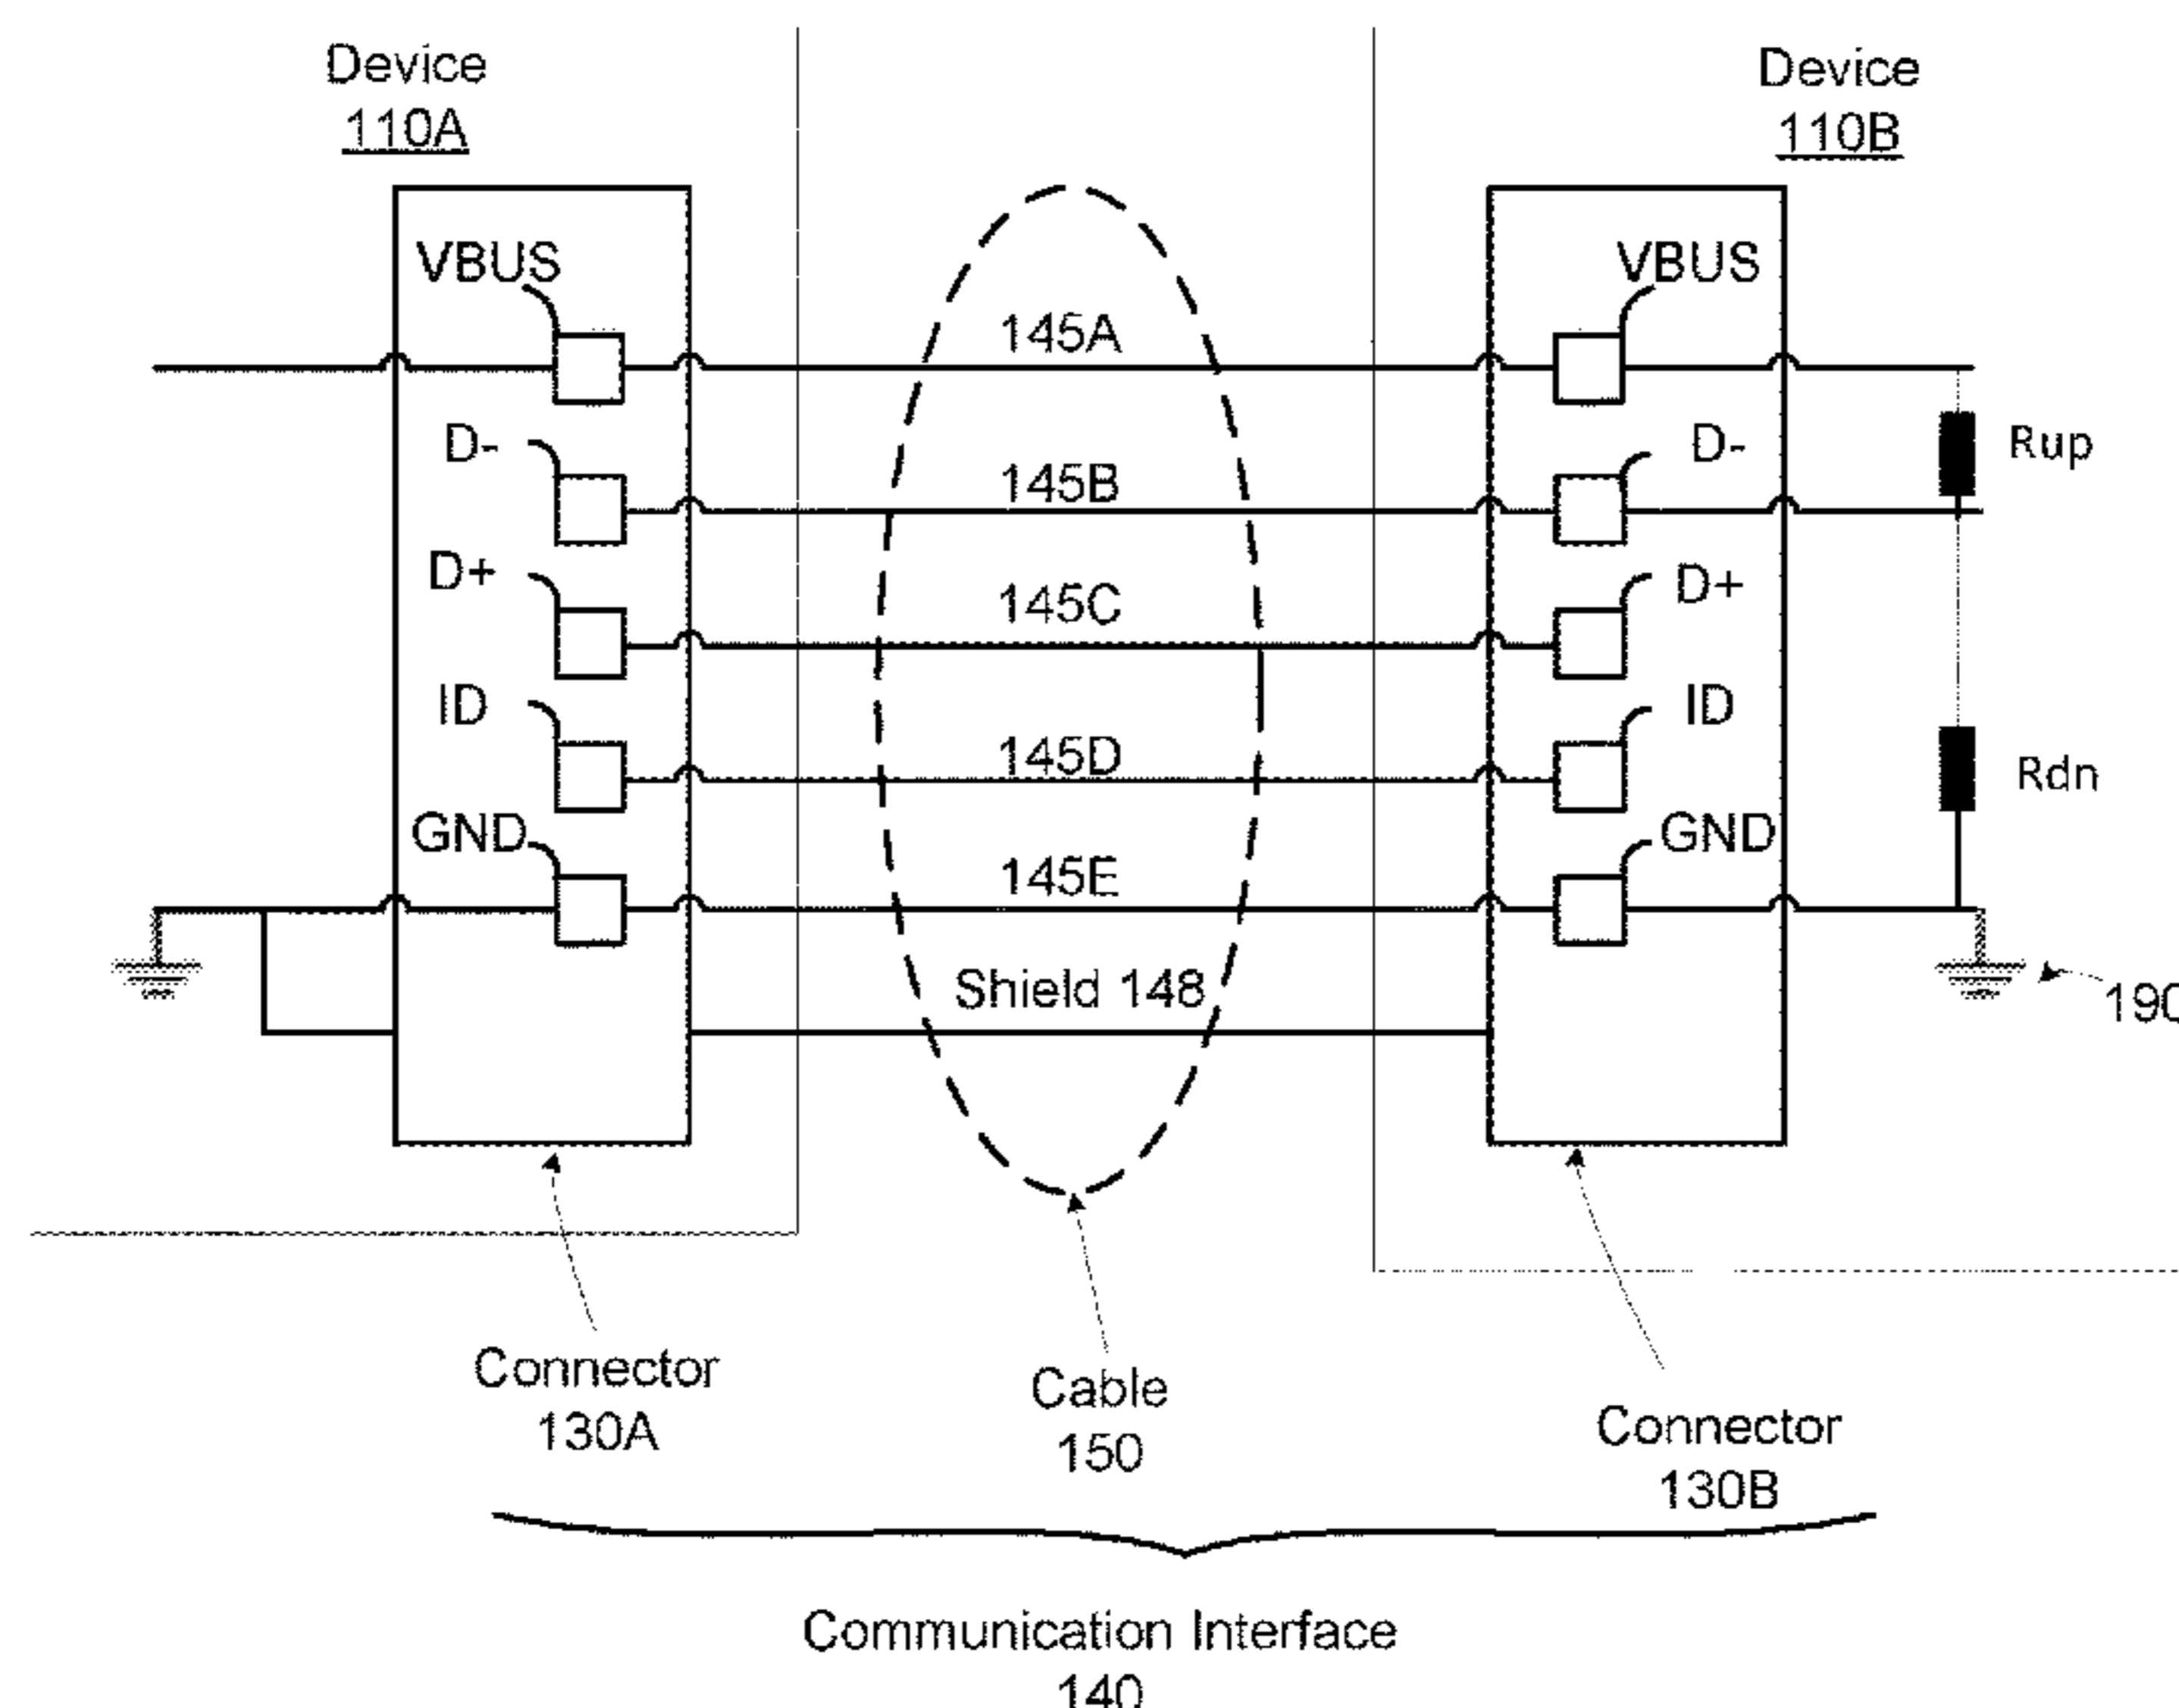 Device
110A
Device
110B
VBUS
VBUS
145A
D-
D-
Rup
145B
D+
D+
145C
ID
ID
145D
Rdn
GND
GND
145E
Shield 148
190
Connector
130A
Cable
150
Connector
130B
Communication Interface
140